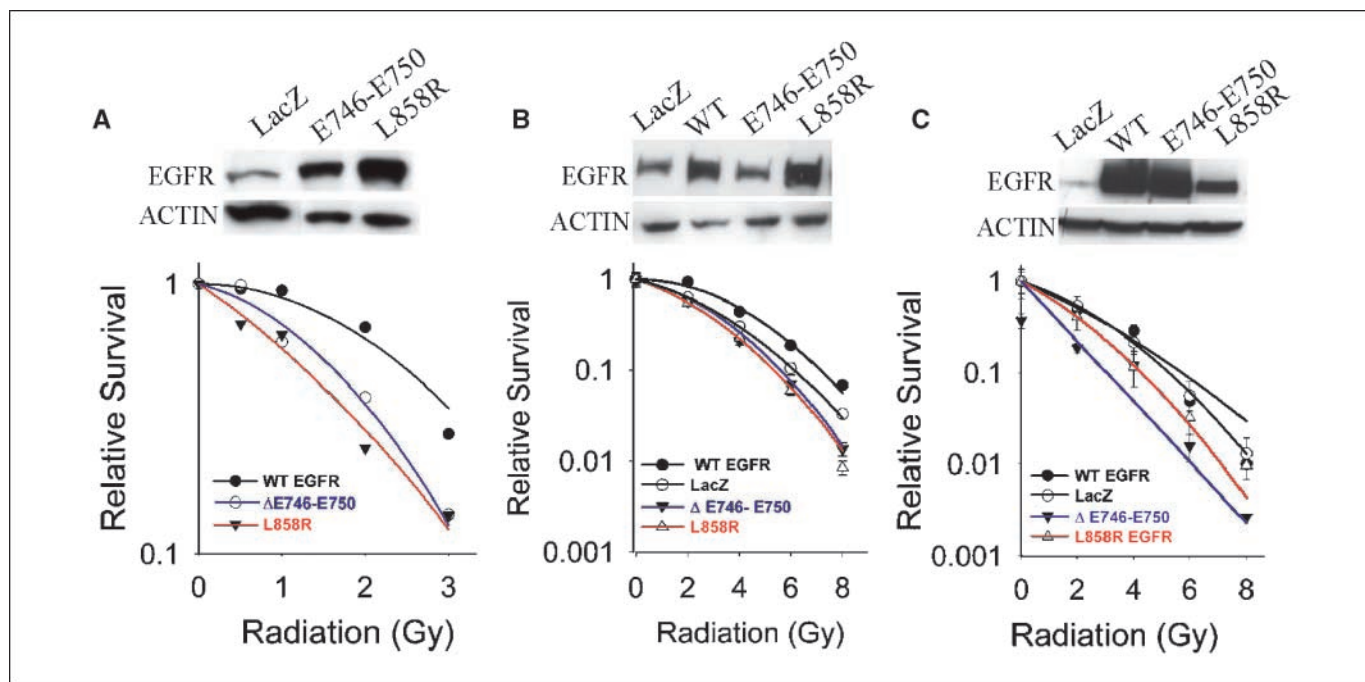 A
LacZ
E746-E750
L858R
EGFR
ACTIN
Relative Survival
1
0.1
WT EGFR
ΔE746-E750
L858R
0 1 2 3
Radiation (Gy)
B
LacZ
WT
E746-E750
L858R
EGFR
ACTIN
Relative Survival
1
0.1
0.01
0.001
WT EGFR
LacZ
Δ E746- E750
L858R
0 2 4 6 8
Radiation (Gy)
C
LacZ
WT
E746-E750
L858R
EGFR
ACTIN
Relative Survival
1
0.1
0.01
0.001
WT EGFR
LacZ
Δ E746-E750
L858R EGFR
0 2 4 6 8
Radiation (Gy)